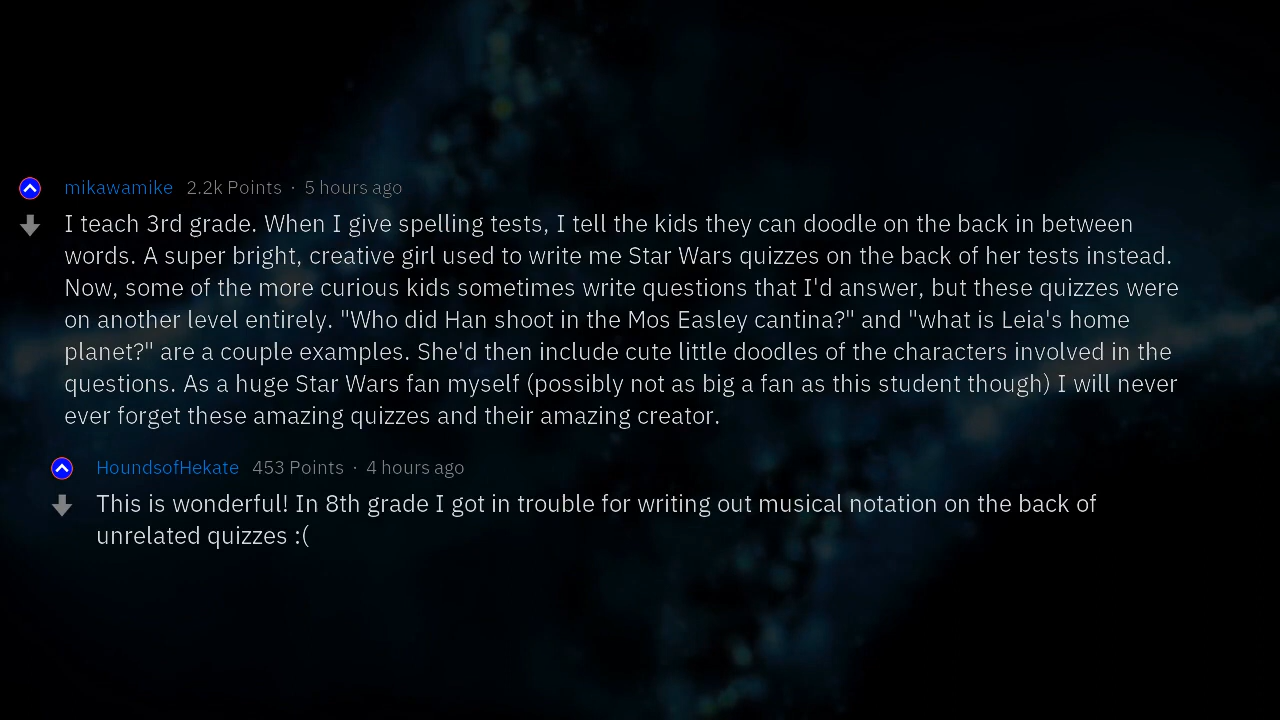 mikawamike 2.2k Points · 5 hours ago
I teach 3rd grade. When I give spelling tests, I tell the kids they can doodle on the back in between
words. A super bright, creative girl used to write me Star Wars quizzes on the back of her tests instead.
Now, some of the more curious kids sometimes write questions that I'd answer, but these quizzes were
on another level entirely. "Who did Han shoot in the Mos Easley cantina?" and "what is Leia's home
planet?" are a couple examples. She'd then include cute little doodles of the characters involved in the
questions. As a huge Star Wars fan myself (possibly not as big a fan as this student though) I will never
ever forget these amazing quizzes and their amazing creator.
HoundsofHekate 453 Points · 4 hours ago
This is wonderful! In 8th grade I got in trouble for writing out musical notation on the back of
unrelated quizzes :(